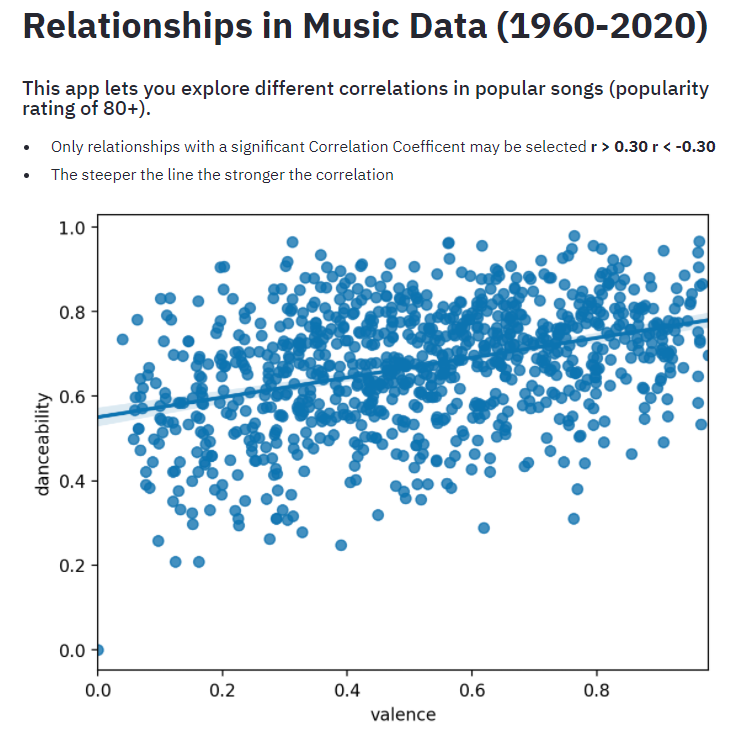 Relationships in Music Data (1960-2020)
This app lets you explore different correlations in popular songs (popularity
rating of 80+).
• Only relationships with a significant Correlation Coefficent may be selected r > 0.30 r < -0.30
• The steeper the line the stronger the correlation
1.0
0.8
0.6
0.4
0.2
0.0
danceability
0.0 0.2 0.4 0.6 0.8
valence